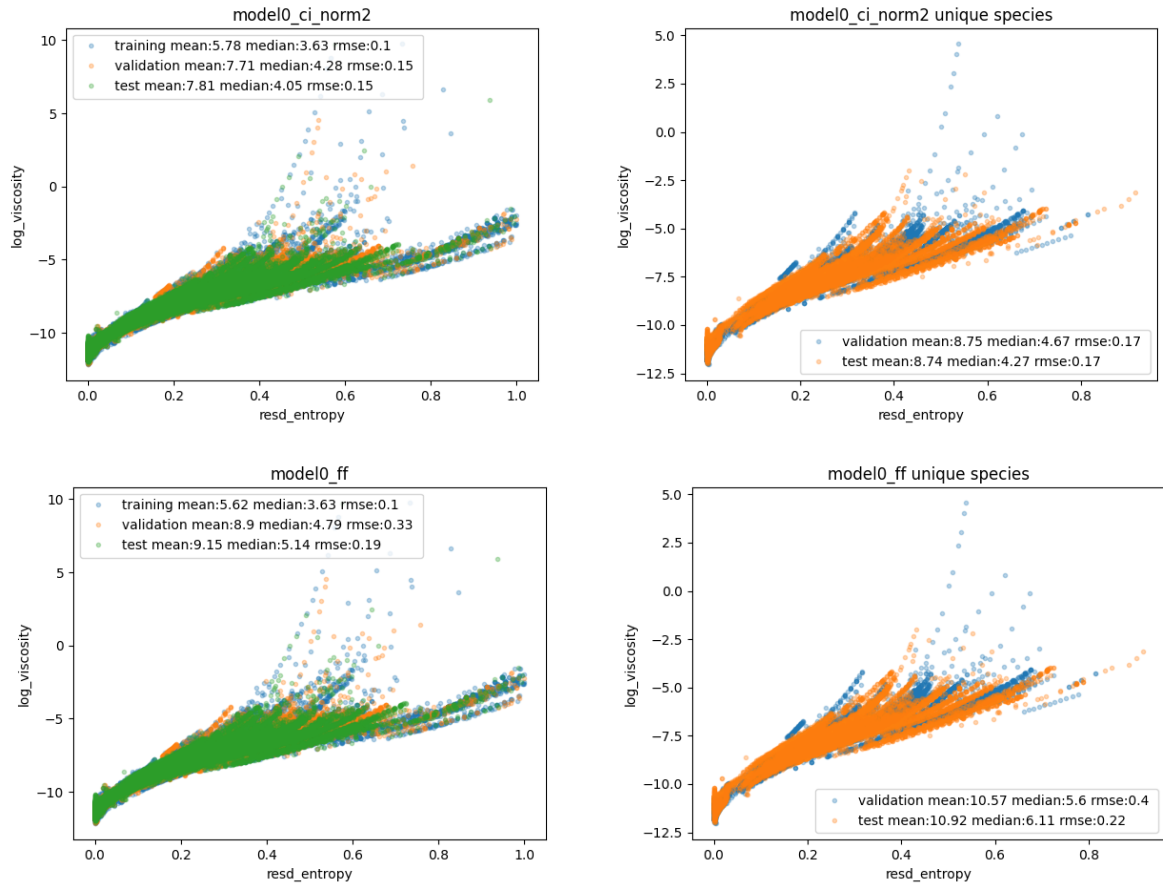 model0_ci_norm2
training mean:5.78 median:3.63 rmse:0.1
validation mean:7.71 median:4.28 rmse:0.15
test mean:7.81 median:4.05 rmse:0.15
10
5
0
−5
−10
log_viscosity
0.0 0.2 0.4 0.6 0.8 1.0
resd_entropy
model0_ci_norm2 unique species
5.0
2.5
0.0
−2.5
−5.0
−7.5
−10.0
−12.5
log_viscosity
validation mean:8.75 median:4.67 rmse:0.17
test mean:8.74 median:4.27 rmse:0.17
0.0 0.2 0.4 0.6 0.8
resd_entropy
model0_ff
training mean:5.62 median:3.63 rmse:0.1
validation mean:8.9 median:4.79 rmse:0.33
test mean:9.15 median:5.14 rmse:0.19
10
5
0
−5
−10
log_viscosity
0.0 0.2 0.4 0.6 0.8 1.0
resd_entropy
model0_ff unique species
5.0
2.5
0.0
−2.5
−5.0
−7.5
−10.0
−12.5
log_viscosity
validation mean:10.57 median:5.6 rmse:0.4
test mean:10.92 median:6.11 rmse:0.22
0.0 0.2 0.4 0.6 0.8
resd_entropy